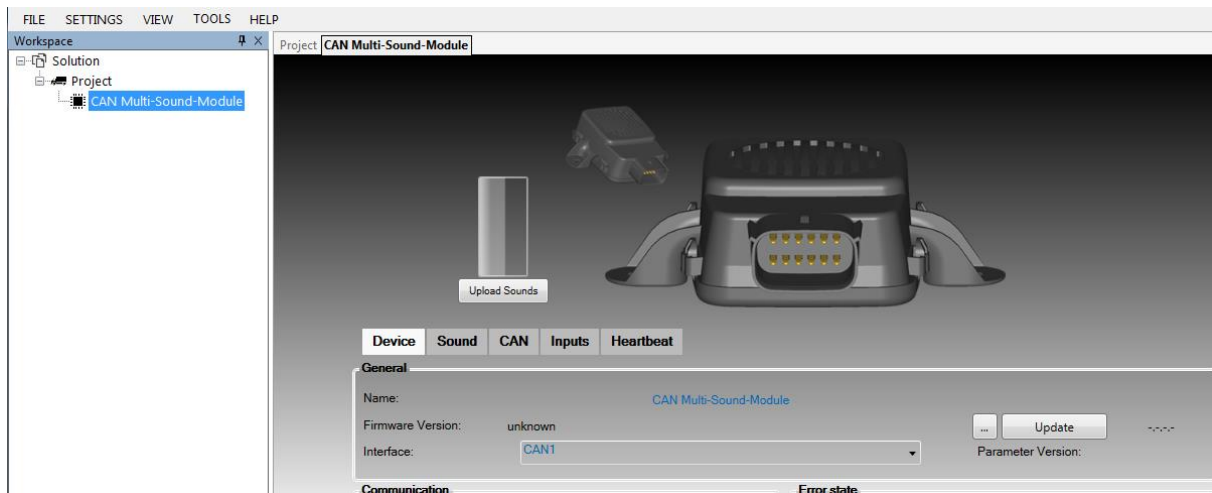 FILE SETTINGS VIEW TOOLS HELP
Workspace
Solution
Project
CAN Multi-Sound-Module
Project CAN Multi-Sound-Module
Upload Sounds
Device Sound CAN Inputs Heartbeat
General
Name: CAN Multi-Sound-Module
Firmware Version: unknown ... Update -.-.-.-
Interface: CAN1 Parameter Version:
Communication Error state